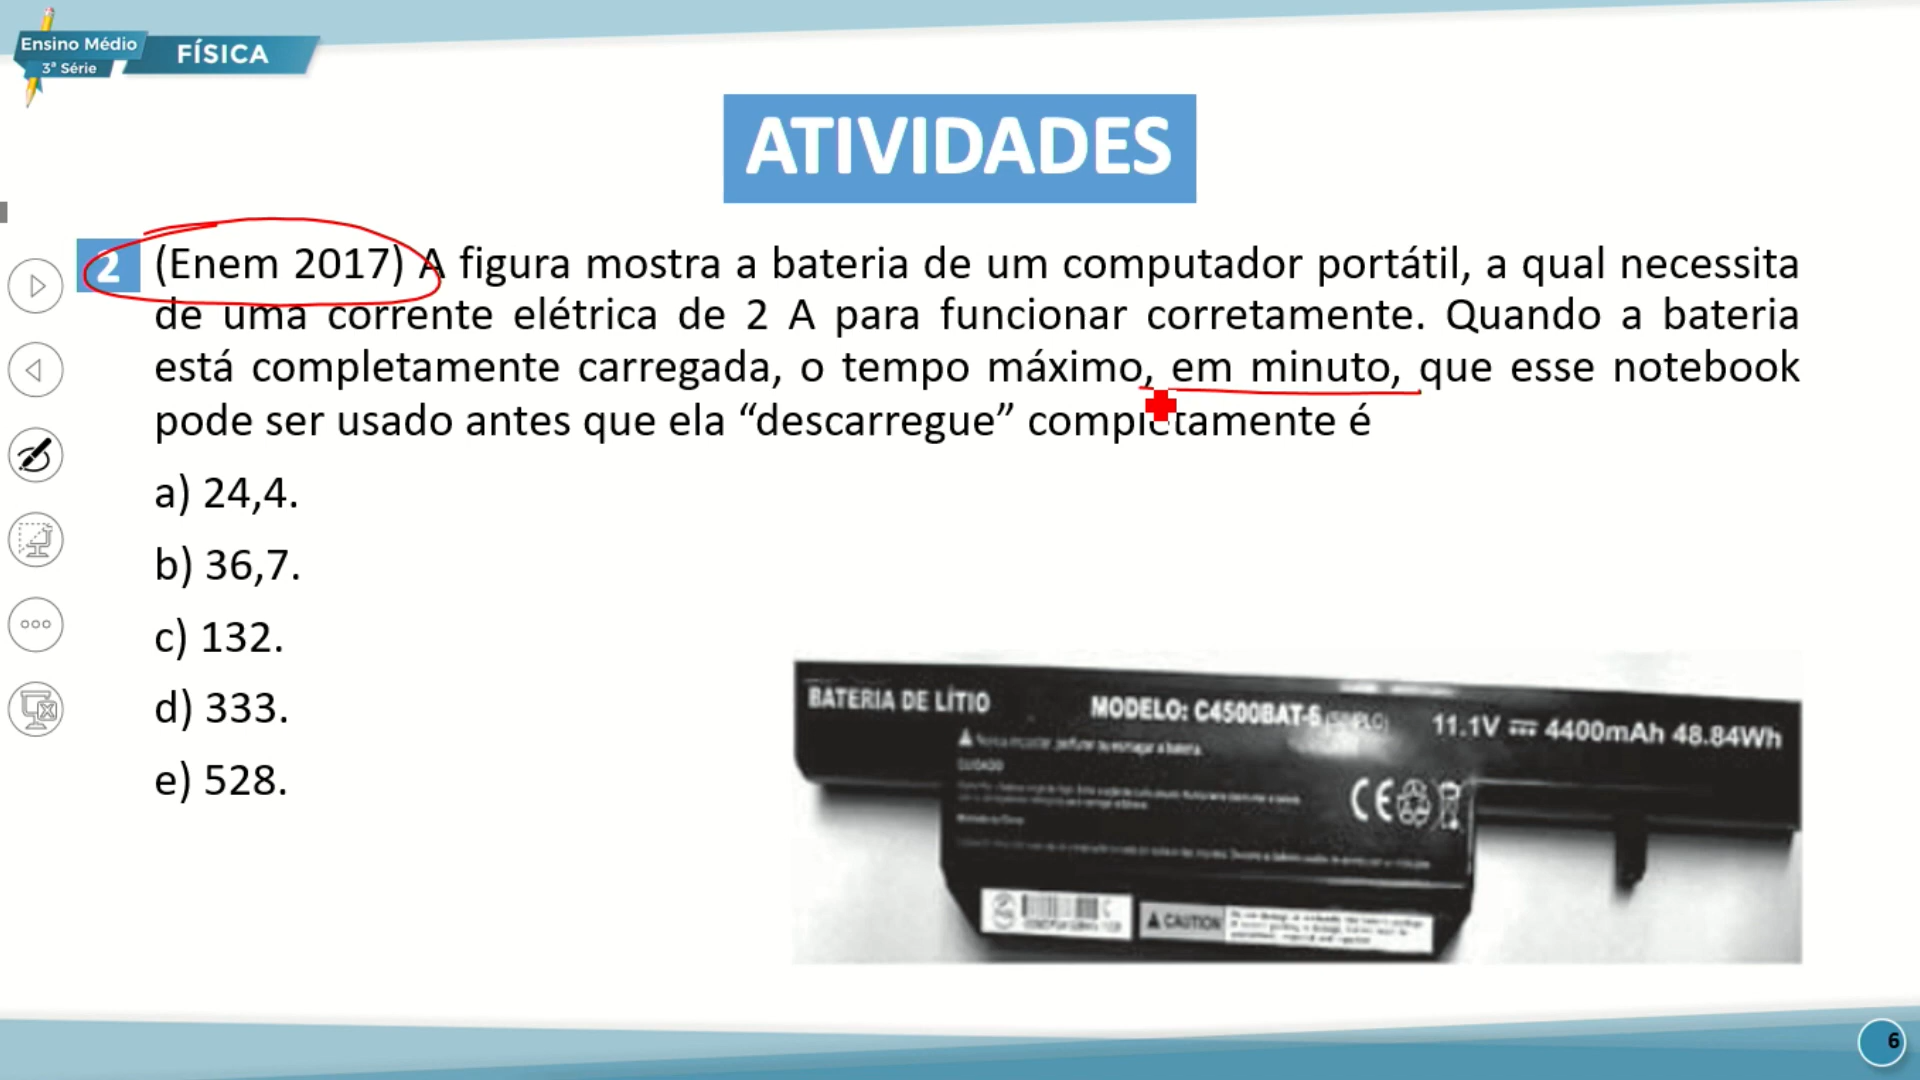 Ensino Médio
3ª Série
FÍSICA
ATIVIDADES
2 (Enem 2017) A figura mostra a bateria de um computador portátil, a qual necessita
de uma corrente elétrica de 2 A para funcionar corretamente. Quando a bateria
está completamente carregada, o tempo máximo, em minuto, que esse notebook
pode ser usado antes que ela “descarregue” completamente é
a) 24,4.
b) 36,7.
c) 132.
d) 333.
e) 528.
BATERIA DE LÍTIO
MODELO: C4500BAT-6
11.1V ⎓ 4400mAh 48.84Wh
CE
CAUTION
6